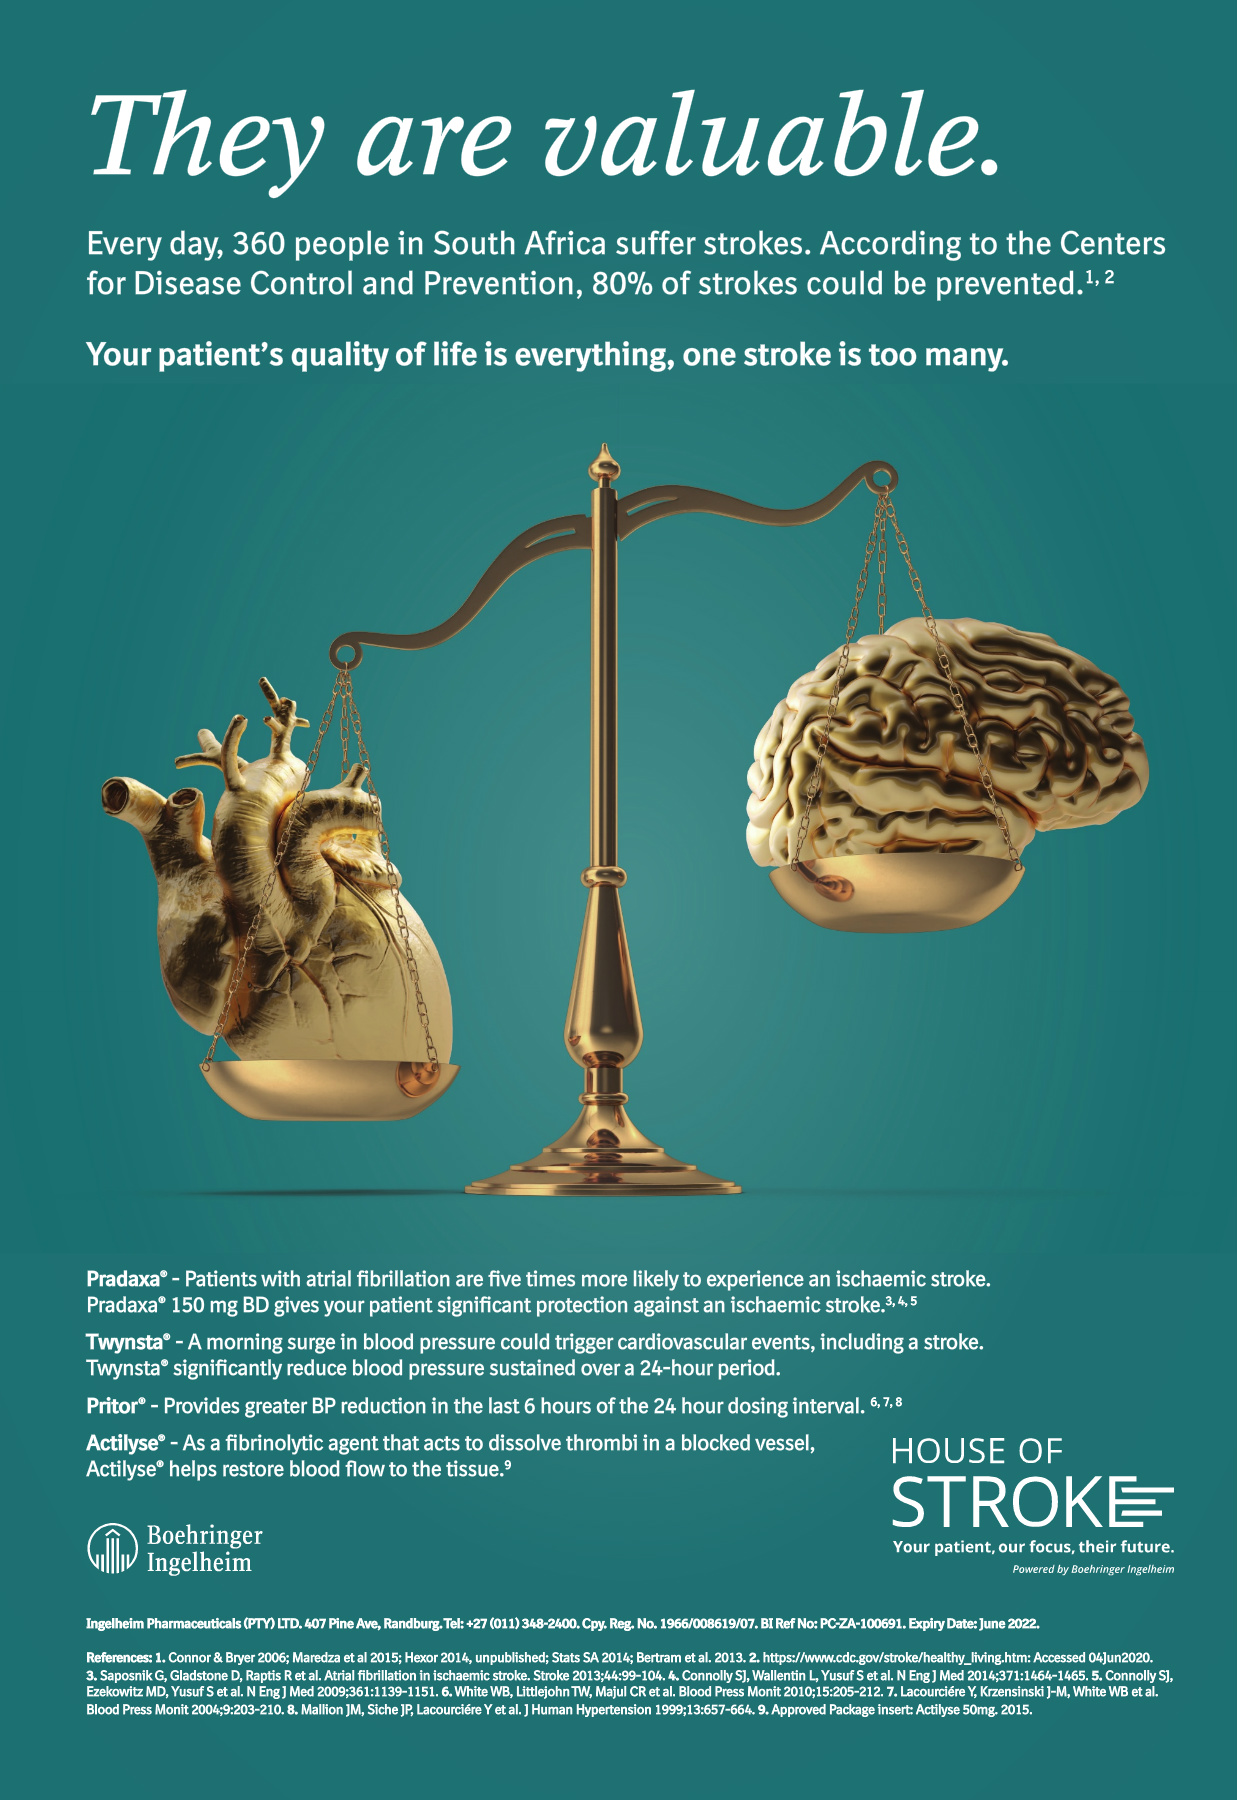 They are valuable.
Every day, 360 people in South Africa suffer strokes. According to the Centers
for Disease Control and Prevention, 80% of strokes could be prevented.1, 2
Your patient's quality of life is everything, one stroke is too many.
Pradaxa® - Patients with atrial fibrillation are five times more likely to experience an ischaemic stroke.
Pradaxa® 150 mg BD gives your patient significant protection against an ischaemic stroke.3, 4, 5
Twynsta® - A morning surge in blood pressure could trigger cardiovascular events, including a stroke.
Twynsta® significantly reduce blood pressure sustained over a 24-hour period.
Pritor® - Provides greater BP reduction in the last 6 hours of the 24 hour dosing interval. 6, 7, 8
Actilyse® - As a fibrinolytic agent that acts to dissolve thrombi in a blocked vessel,
Actilyse® helps restore blood flow to the tissue.9
HOUSE OF
STROKE
Your patient, our focus, their future.
Powered by Boehringer Ingelheim
Boehringer
Ingelheim
Ingelheim Pharmaceuticals (PTY) LTD. 407 Pine Ave, Randburg. Tel: +27 (011) 348-2400. Cpy. Reg. No. 1966/008619/07. BI Ref No: PC-ZA-100691. Expiry Date: June 2022.
References: 1. Connor & Bryer 2006; Maredza et al 2015; Hexor 2014, unpublished; Stats SA 2014; Bertram et al. 2013. 2. https://www.cdc.gov/stroke/healthy_living.htm: Accessed 04Jun2020.
3. Saposnik G, Gladstone D, Raptis R et al. Atrial fibrillation in ischaemic stroke. Stroke 2013;44:99-104. 4. Connolly SJ, Wallentin L, Yusuf S et al. N Eng J Med 2014;371:1464-1465. 5. Connolly SJ,
Ezekowitz MD, Yusuf S et al. N Eng J Med 2009;361:1139-1151. 6. White WB, Littlejohn TW, Majul CR et al. Blood Press Monit 2010;15:205-212. 7. Lacourciére Y, Krzensinski J-M, White WB et al.
Blood Press Monit 2004;9:203-210. 8. Mallion JM, Siche JP, Lacourciére Y et al. J Human Hypertension 1999;13:657-664. 9. Approved Package insert: Actilyse 50mg. 2015.